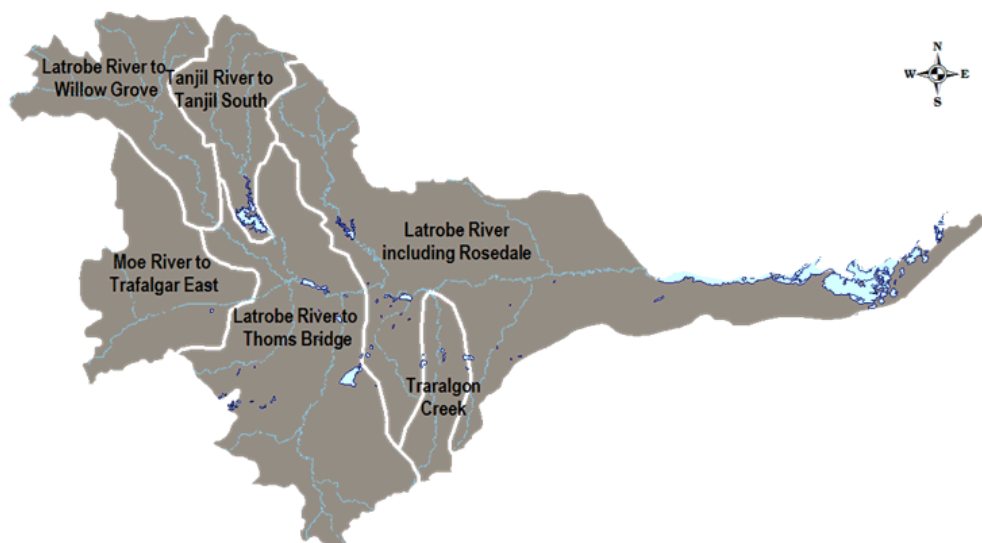 Latrobe River to
Willow Grove
Tanjil River to
Tanjil South
N
W
E
S
Latrobe River
including Rosedale
Moe River to
Trafalgar East
Latrobe River to
Thoms Bridge
Traralgon
Creek